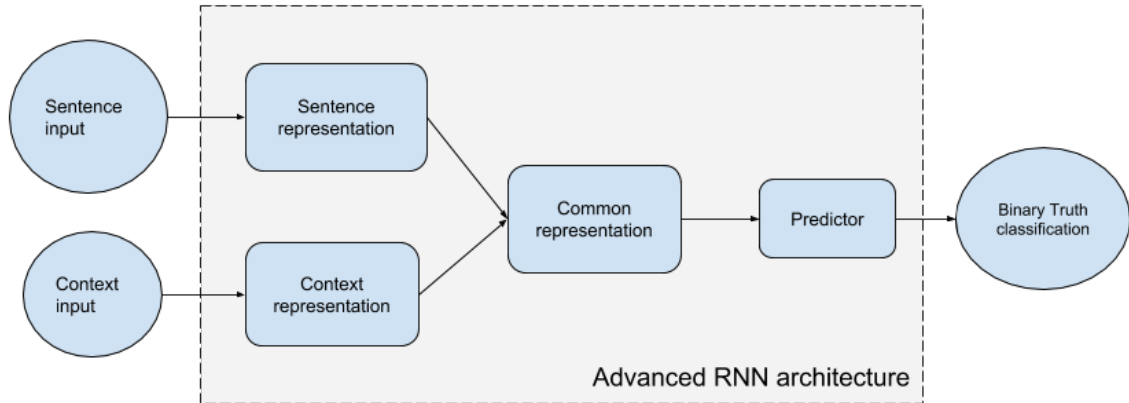 Sentence
input
Sentence
representation
Context
input
Context
representation
Common
representation
Predictor
Binary Truth
classification
Advanced RNN architecture